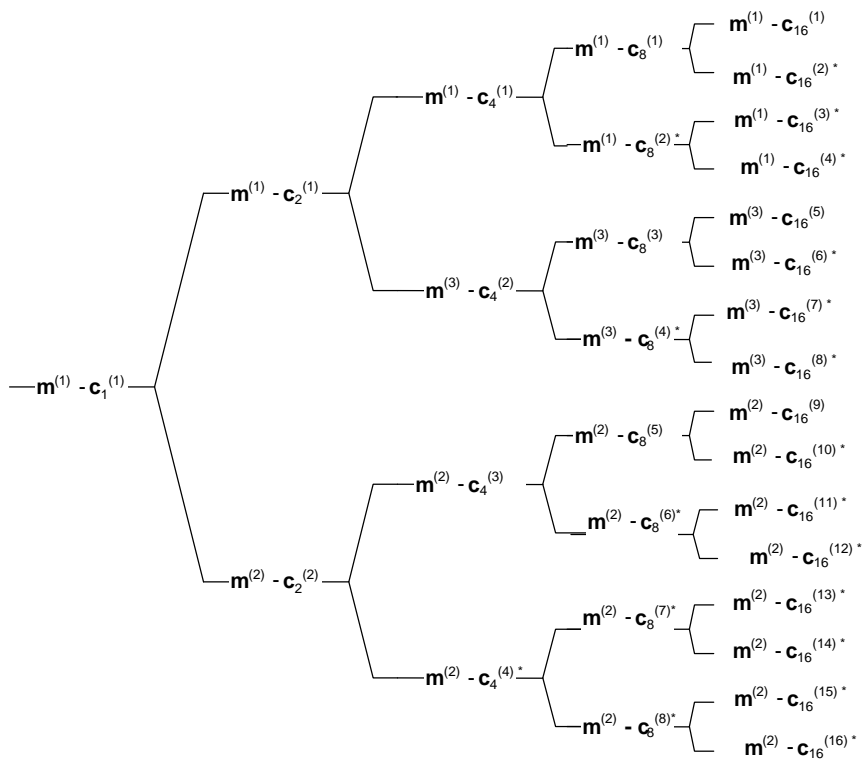 m(1) - c16(1)
m(1) - c8(1)
m(1) - c16(2) *
m(1) - c4(1)
m(1) - c16(3) *
m(1) - c8(2) *
m(1) - c16(4) *
m(1) - c2(1)
m(3) - c16(5)
m(3) - c8(3)
m(3) - c16(6) *
m(3) - c4(2)
m(3) - c16(7) *
m(3) - c8(4) *
m(3) - c16(8) *
m(1) - c1(1)
m(2) - c16(9)
m(2) - c8(5)
m(2) - c16(10) *
m(2) - c4(3)
m(2) - c16(11) *
m(2) - c8(6)*
m(2) - c16(12) *
m(2) - c2(2)
m(2) - c16(13) *
m(2) - c8(7)*
m(2) - c16(14) *
m(2) - c4(4) *
m(2) - c16(15) *
m(2) - c8(8)*
m(2) - c16(16) *